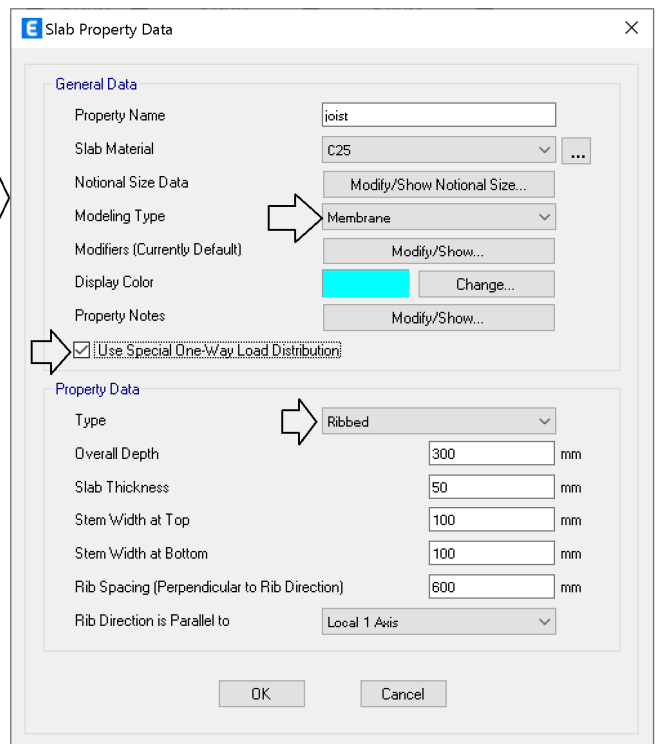 E Slab Property Data
General Data
Property Name joist
Slab Material C25 ...
Notional Size Data Modify/Show Notional Size...
Modeling Type Membrane
Modifiers (Currently Default) Modify/Show...
Display Color Change...
Property Notes Modify/Show...
Use Special One-Way Load Distribution
Property Data
Type Ribbed
Overall Depth 300 mm
Slab Thickness 50 mm
Stem Width at Top 100 mm
Stem Width at Bottom 100 mm
Rib Spacing (Perpendicular to Rib Direction) 600 mm
Rib Direction is Parallel to Local 1 Axis
OK Cancel